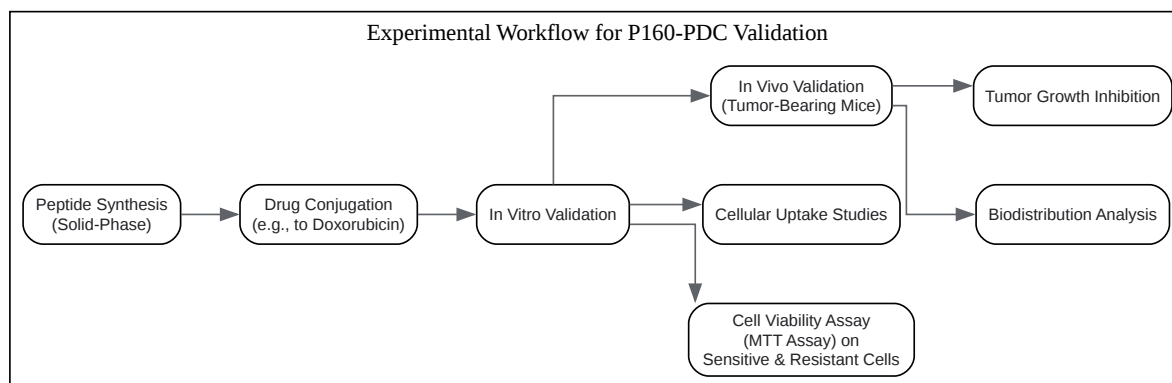 Experimental Workflow for P160-PDC Validation
Peptide Synthesis
(Solid-Phase)
Drug Conjugation
(e.g., to Doxorubicin)
In Vitro Validation
In Vivo Validation
(Tumor-Bearing Mice)
Tumor Growth Inhibition
Cellular Uptake Studies
Biodistribution Analysis
Cell Viability Assay
(MTT Assay) on
Sensitive & Resistant Cells